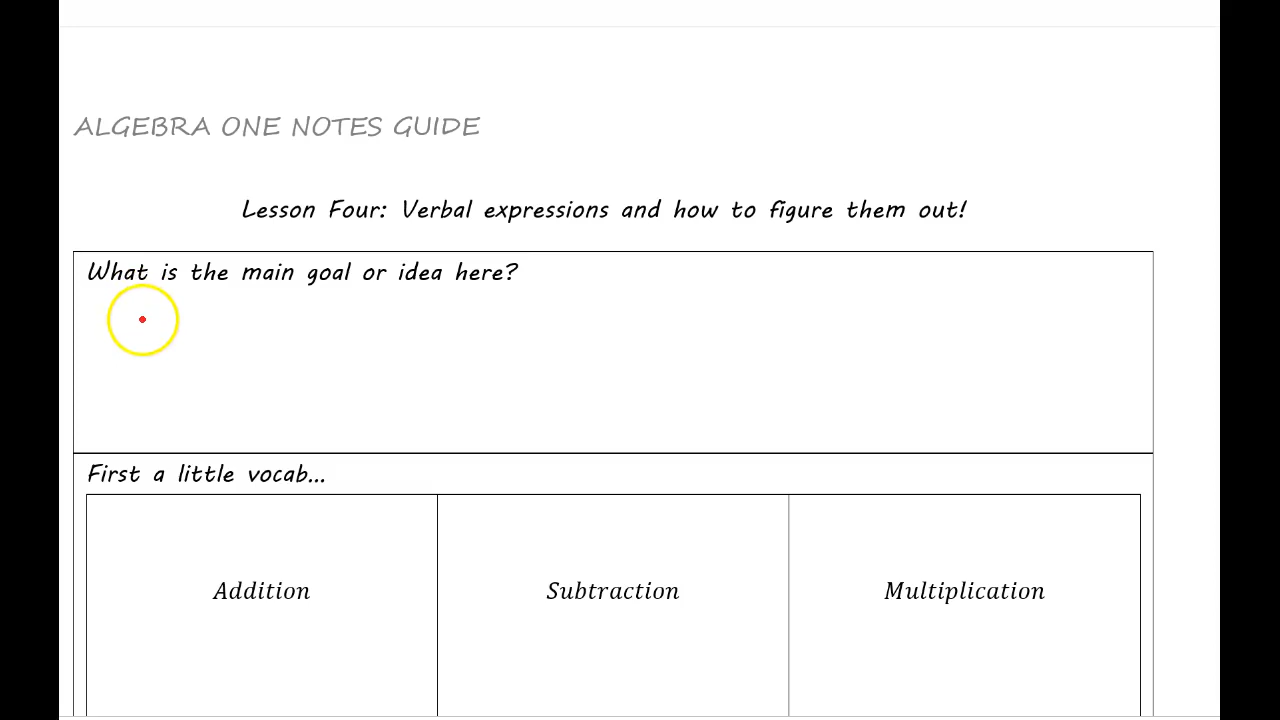 ALGEBRA ONE NOTES GUIDE
Lesson Four: Verbal expressions and how to figure them out!
What is the main goal or idea here?
First a little vocab...
Addition
Subtraction
Multiplication